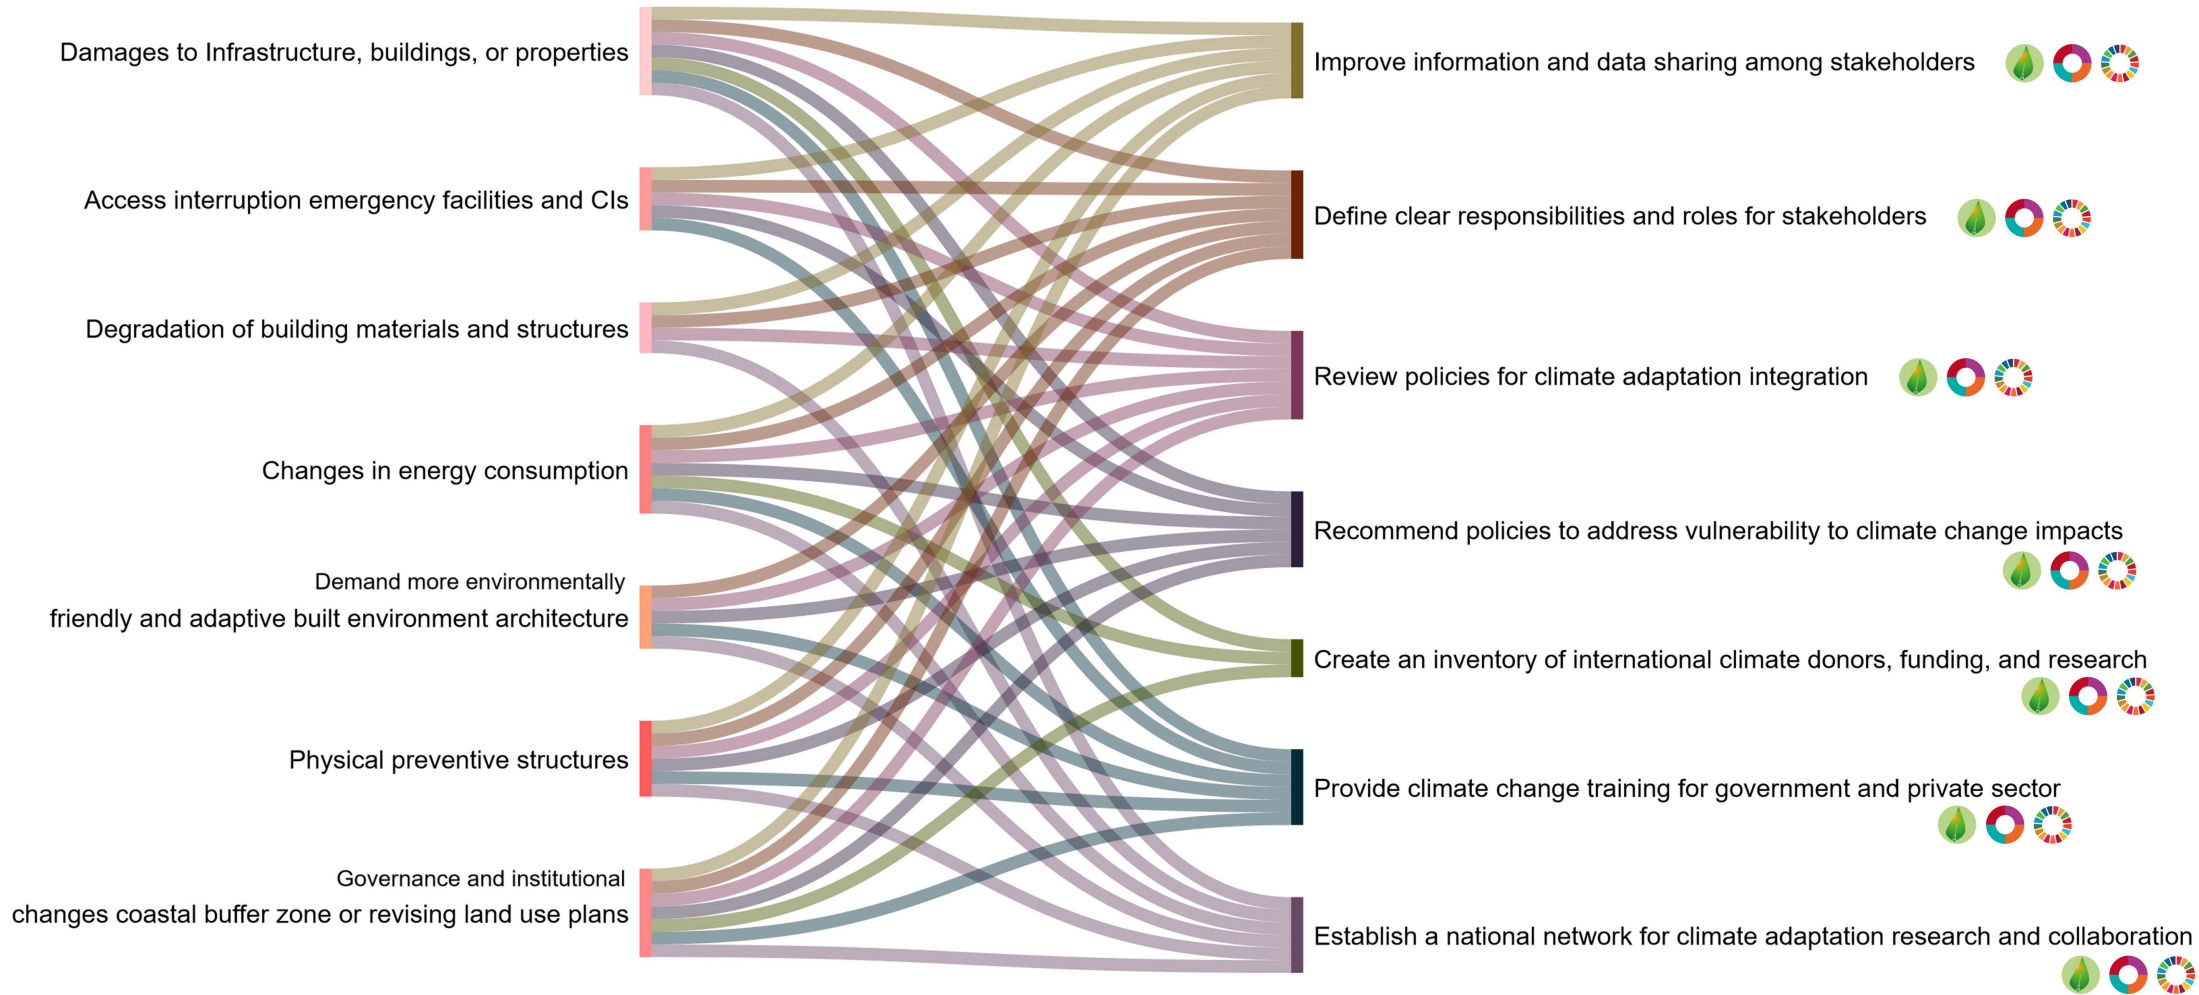 Damages to Infrastructure, buildings, or properties
Access interruption emergency facilities and CIs
Degradation of building materials and structures
Changes in energy consumption
Demand more environmentally
friendly and adaptive built environment architecture
Physical preventive structures
Governance and institutional
changes coastal buffer zone or revising land use plans
Improve information and data sharing among stakeholders
Define clear responsibilities and roles for stakeholders
Review policies for climate adaptation integration
Recommend policies to address vulnerability to climate change impacts
Create an inventory of international climate donors, funding, and research
Provide climate change training for government and private sector
Establish a national network for climate adaptation research and collaboration